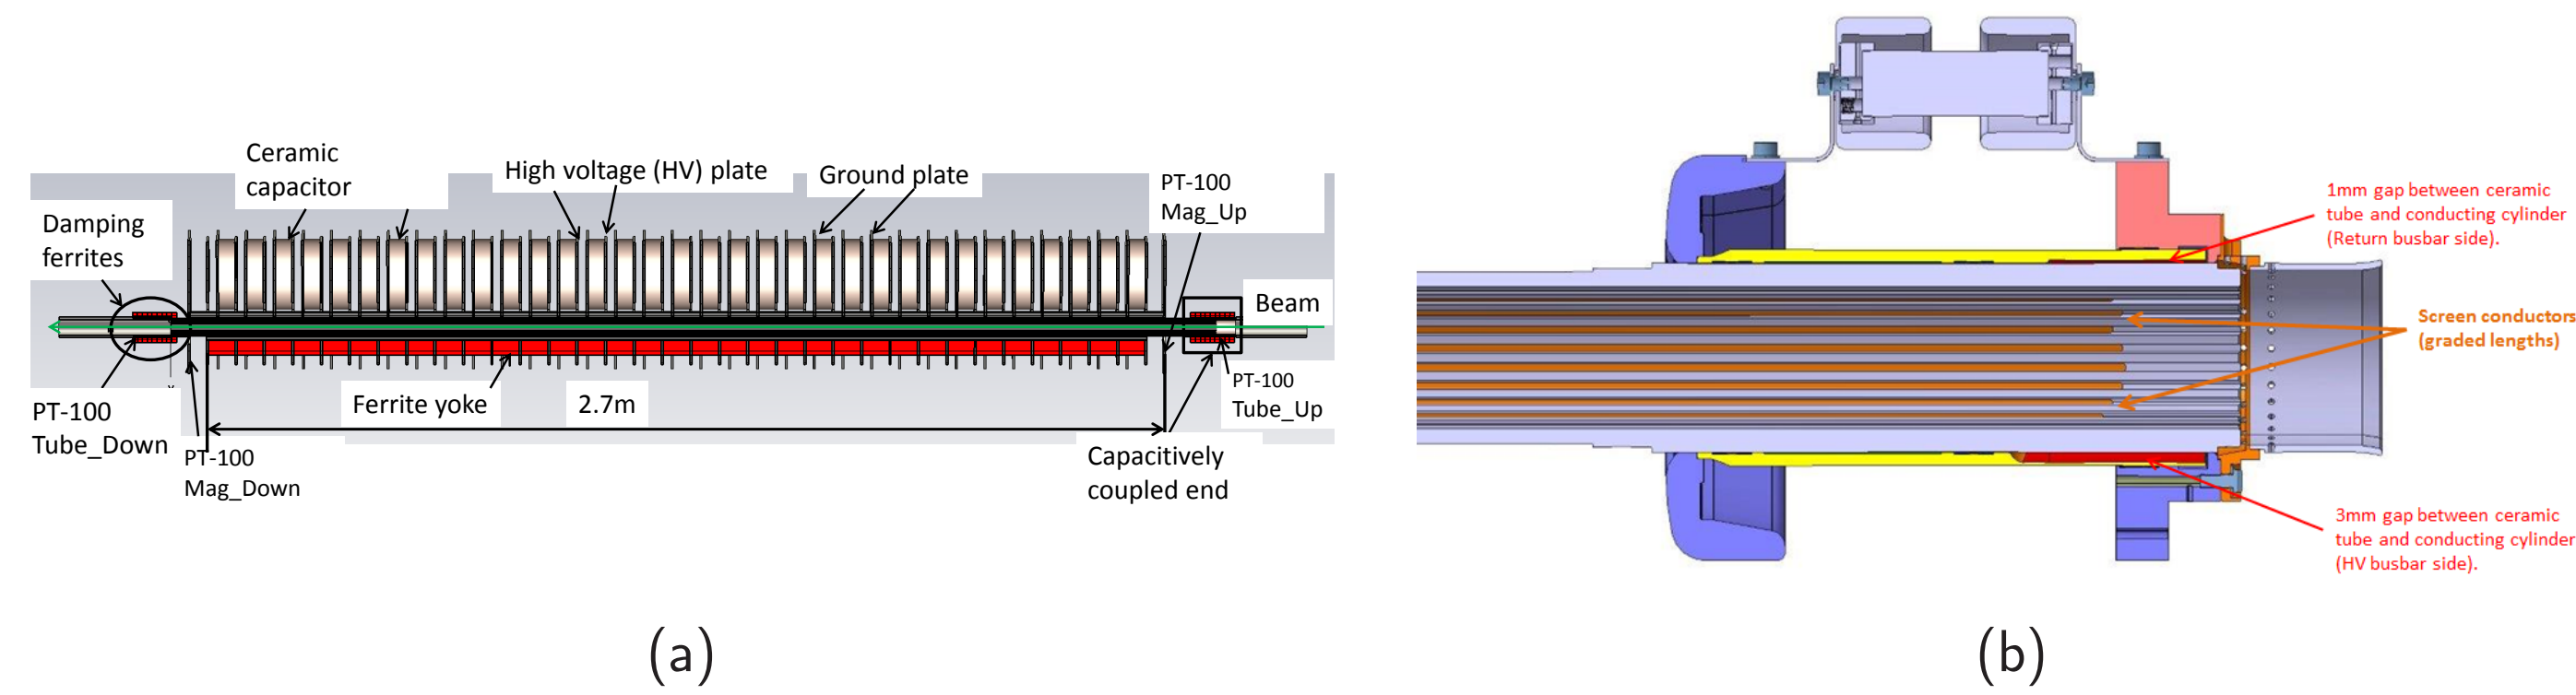 Ceramic
capacitor
High voltage (HV) plate
Ground plate
PT-100
Mag_Up
Damping
ferrites
Beam
PT-100
Tube_Down
PT-100
Mag_Down
Ferrite yoke
2.7m
PT-100
Tube_Up
Capacitively
coupled end
(a)
1mm gap between ceramic
tube and conducting cylinder
(Return busbar side).
Screen conductors
(graded lengths)
3mm gap between ceramic
tube and conducting cylinder
(HV busbar side).
(b)